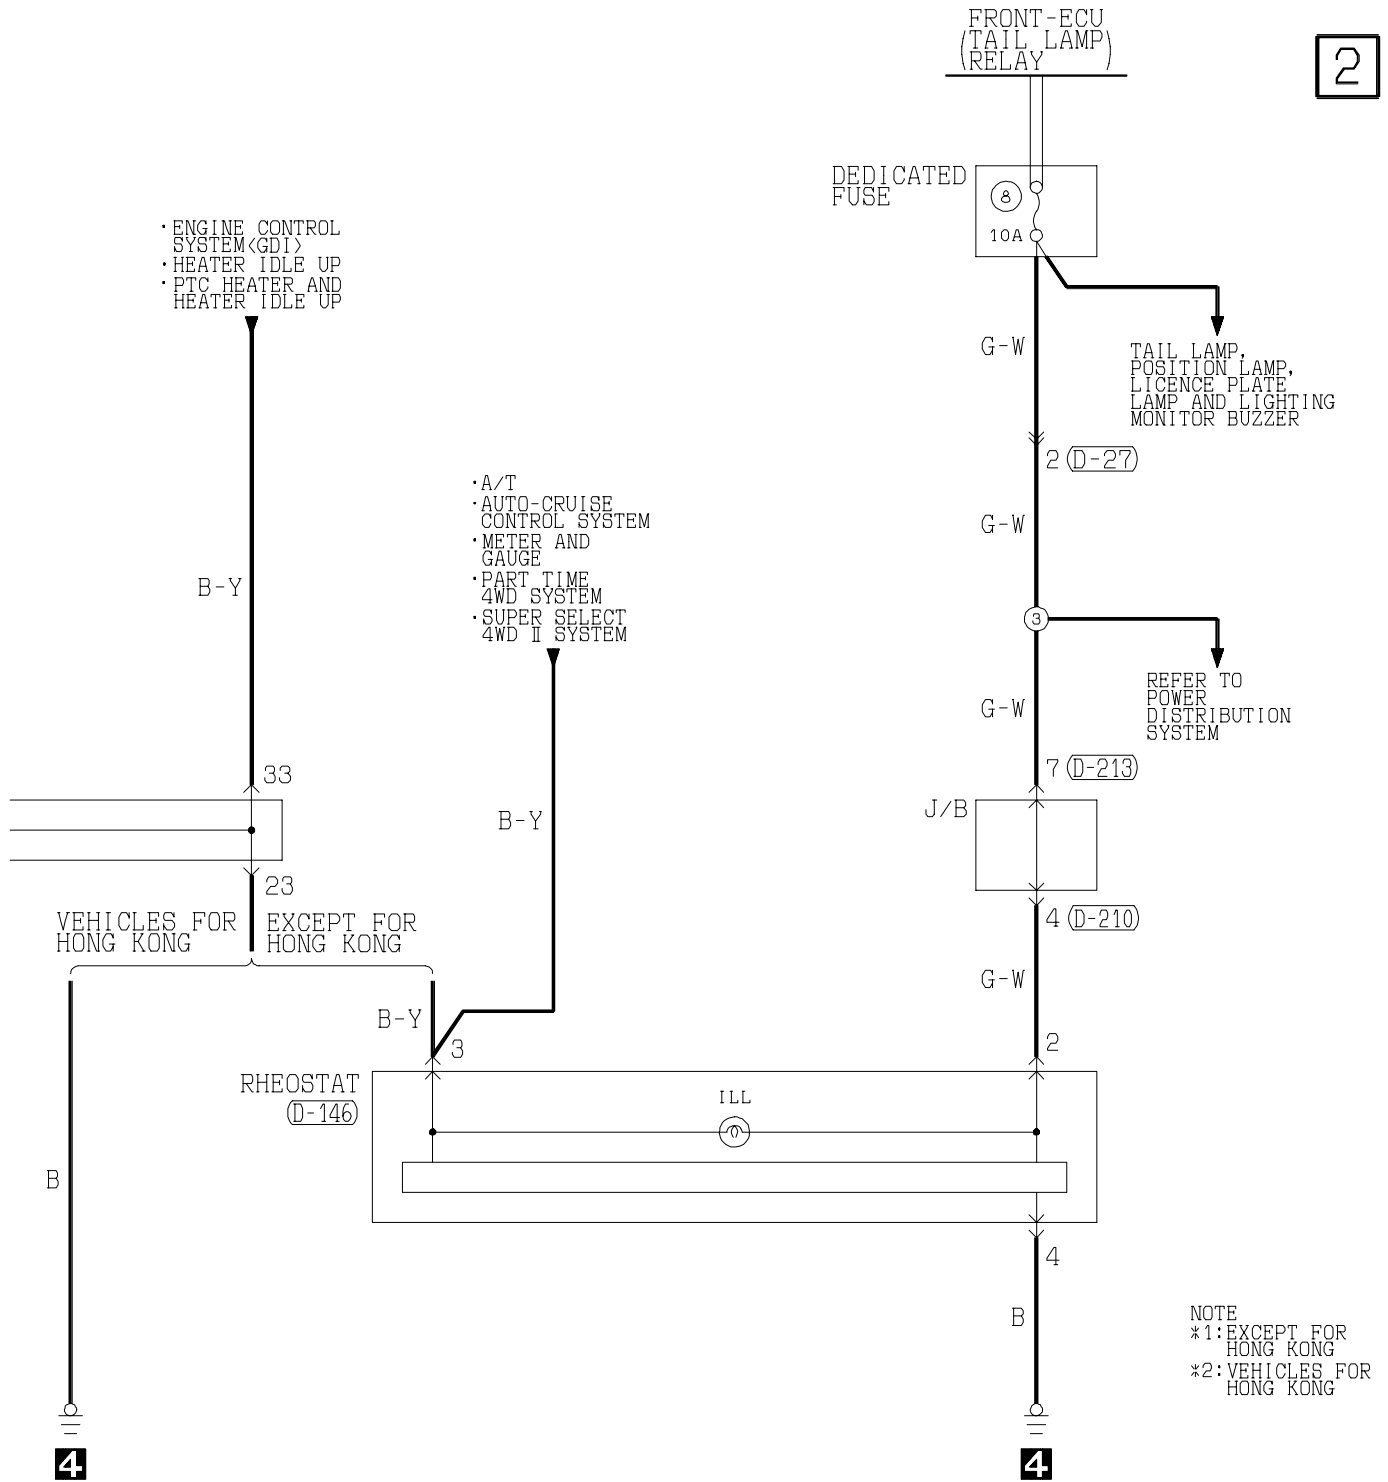 FRONT-ECU
(TAIL LAMP
RELAY)
2
DEDICATED
FUSE
8
10A
·ENGINE CONTROL
SYSTEM<GDI>
·HEATER IDLE UP
·PTC HEATER AND
HEATER IDLE UP
G-W
TAIL LAMP,
POSITION LAMP,
LICENCE PLATE
LAMP AND LIGHTING
MONITOR BUZZER
2 (D-27)
·A/T
·AUTO-CRUISE
CONTROL SYSTEM
·METER AND
GAUGE
·PART TIME
4WD SYSTEM
·SUPER SELECT
4WD Ⅱ SYSTEM
G-W
B-Y
3
REFER TO
POWER
DISTRIBUTION
SYSTEM
G-W
33
7 (D-213)
B-Y
J/B
23
VEHICLES FOR
HONG KONG
EXCEPT FOR
HONG KONG
4 (D-210)
G-W
B-Y
3
2
RHEOSTAT
(D-146)
ILL
B
4
B
NOTE
*1:EXCEPT FOR
HONG KONG
*2:VEHICLES FOR
HONG KONG
4
4